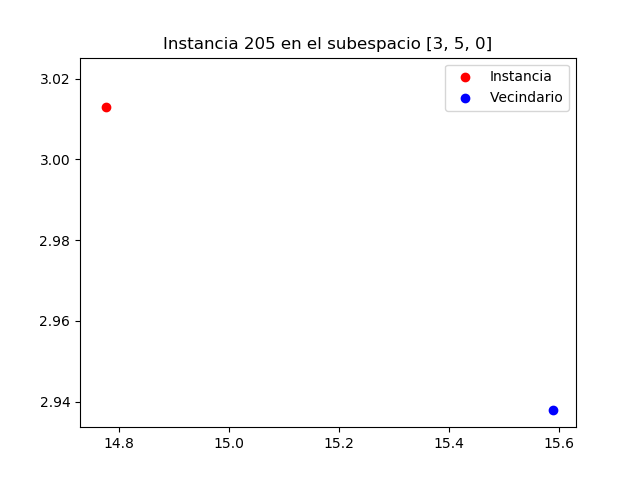 Instancia 205 en el subespacio [3, 5, 0]
Instancia
Vecindario
3.02
3.00
2.98
2.96
2.94
14.8 15.0 15.2 15.4 15.6